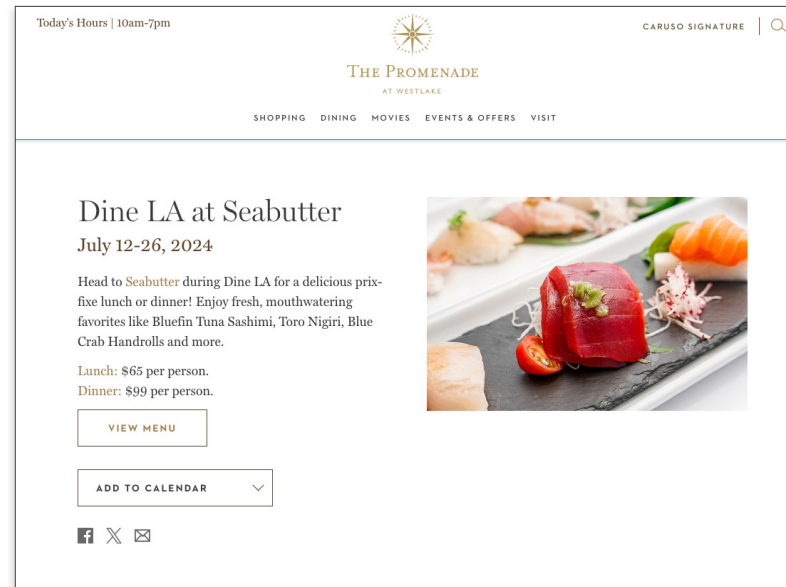 Today's Hours | 10am-7pm
CARUSO SIGNATURE
THE PROMENADE
AT WESTLAKE
SHOPPING DINING MOVIES EVENTS & OFFERS VISIT
Dine LA at Seabutter
July 12-26, 2024
Head to Seabutter during Dine LA for a delicious prix-
fixe lunch or dinner! Enjoy fresh, mouthwatering
favorites like Bluefin Tuna Sashimi, Toro Nigiri, Blue
Crab Handrolls and more.
Lunch: $65 per person.
Dinner: $99 per person.
VIEW MENU
ADD TO CALENDAR